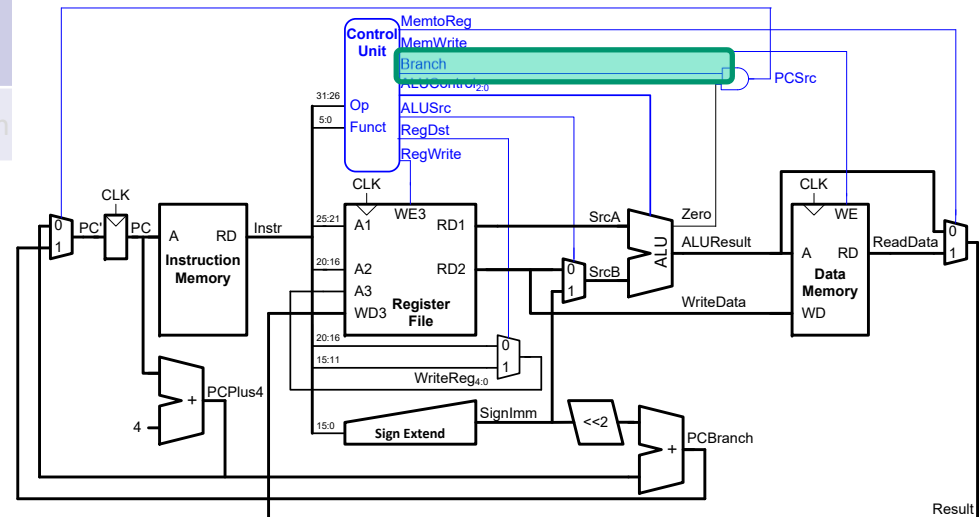 MemtoReg
Control
Unit
MemWrite
Branch
PCSrc
ALUControl2:0
31:26
Op
ALUSrc
5:0
Funct
RegDst
RegWrite
CLK
CLK
CLK
0
1
PC'
PC
A
RD
Instr
Instruction
Memory
25:21
A1
WE3
RD1
SrcA
Zero
WE
20:16
A2
RD2
0
1
SrcB
ALU
ALUResult
A
RD
ReadData
0
1
A3
Data
Memory
WD3
Register
File
WriteData
WD
20:16
0
15:11
1
WriteReg4:0
PCPlus4
+
4
SignImm
15:0
Sign Extend
<<2
+
PCBranch
Result